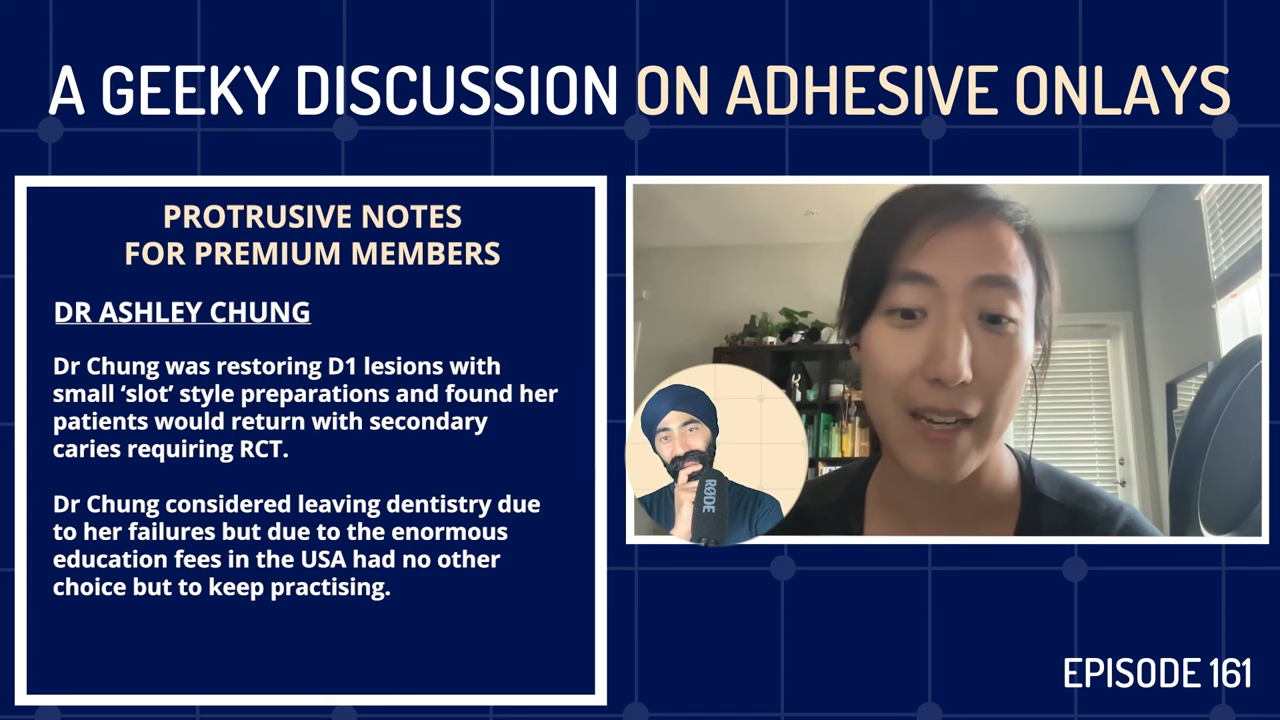 A GEEKY DISCUSSION ON ADHESIVE ONLAYS
PROTRUSIVE NOTES
FOR PREMIUM MEMBERS
DR ASHLEY CHUNG
Dr Chung was restoring D1 lesions with
small ‘slot’ style preparations and found her
patients would return with secondary
caries requiring RCT.
Dr Chung considered leaving dentistry due
to her failures but due to the enormous
education fees in the USA had no other
choice but to keep practising.
RØDE
EPISODE 161